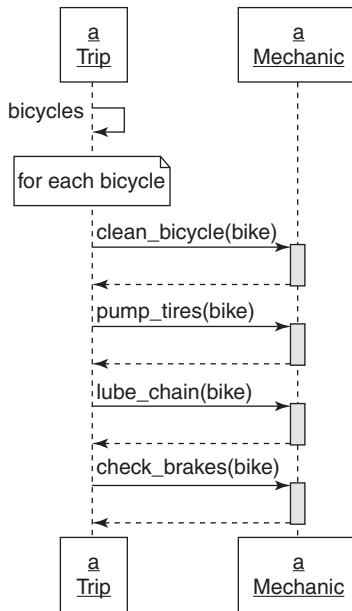 a
Trip
a
Mechanic
bicycles
for each bicycle
clean_bicycle(bike)
pump_tires(bike)
lube_chain(bike)
check_brakes(bike)
a
Trip
a
Mechanic